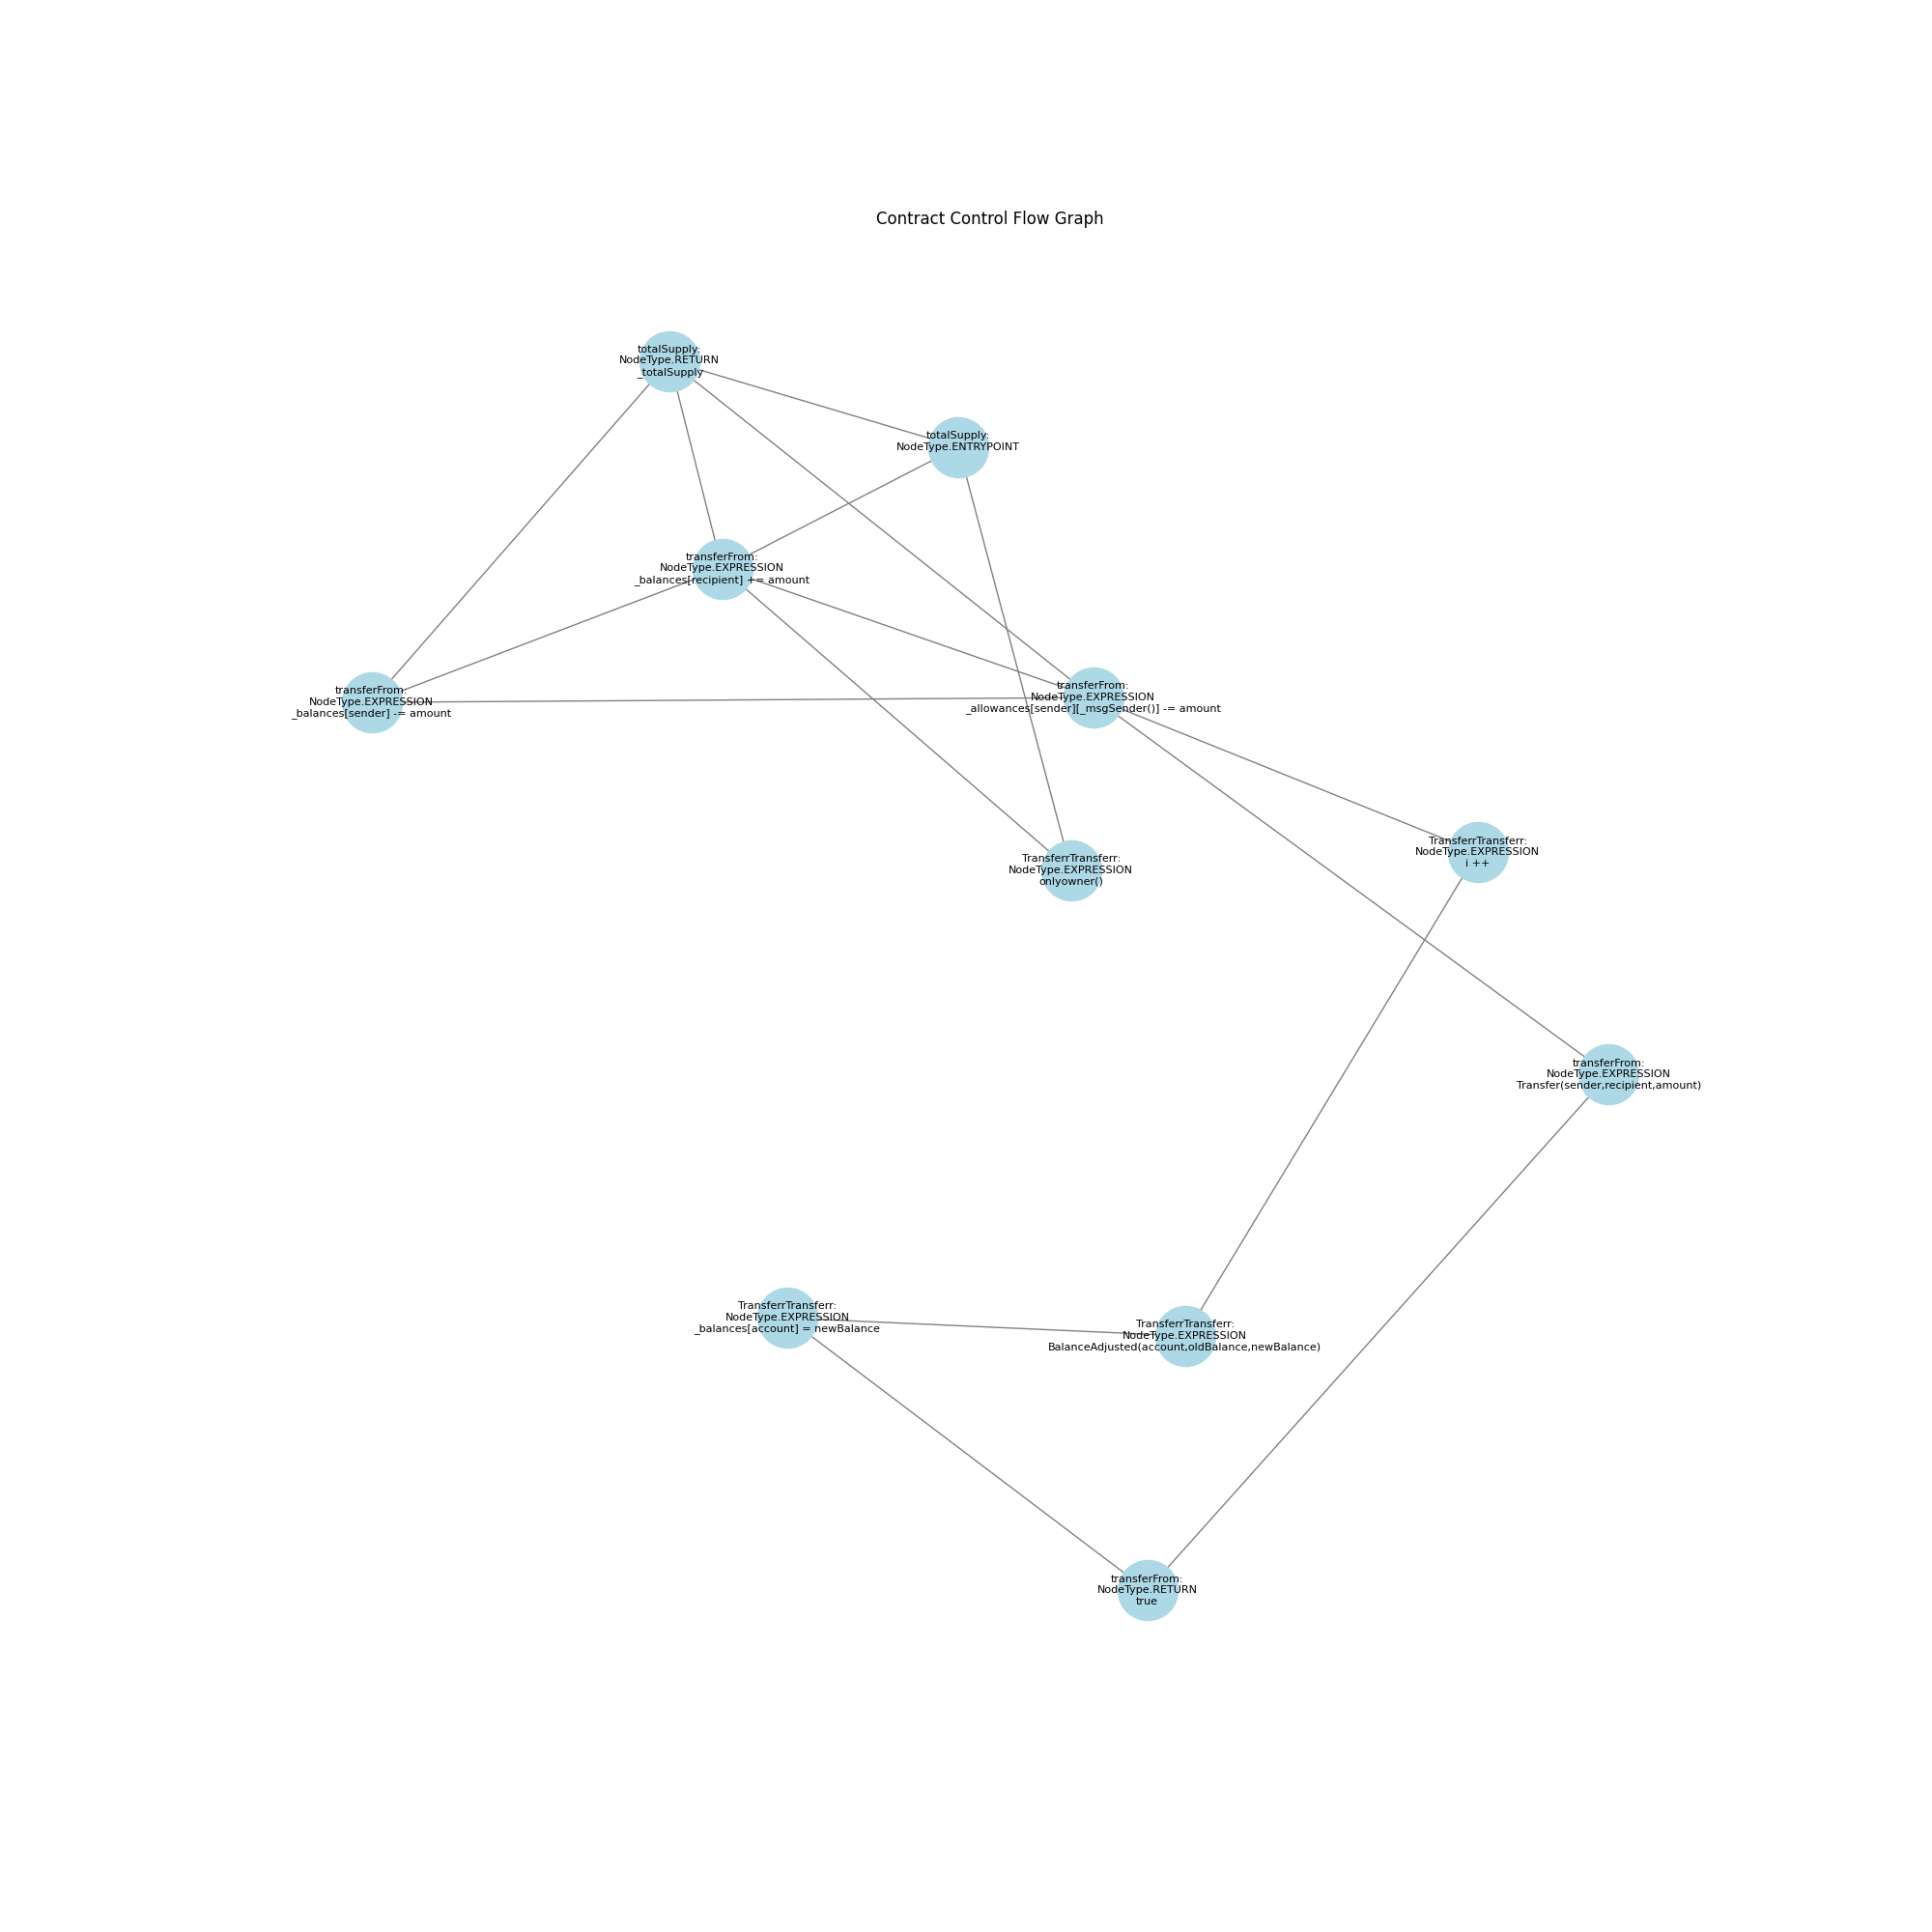 Contract Control Flow Graph
totalSupply:
NodeType.RETURN
_totalSupply
totalSupply:
NodeType.ENTRYPOINT
transferFrom:
NodeType.EXPRESSION
_balances[recipient] += amount
transferFrom:
NodeType.EXPRESSION
_balances[sender] -= amount
transferFrom:
NodeType.EXPRESSION
_allowances[sender][_msgSender()] -= amount
TransferrTransferr:
NodeType.EXPRESSION
i ++
TransferrTransferr:
NodeType.EXPRESSION
onlyowner()
transferFrom:
NodeType.EXPRESSION
Transfer(sender,recipient,amount)
TransferrTransferr:
NodeType.EXPRESSION
_balances[account] = newBalance
TransferrTransferr:
NodeType.EXPRESSION
BalanceAdjusted(account,oldBalance,newBalance)
transferFrom:
NodeType.RETURN
true